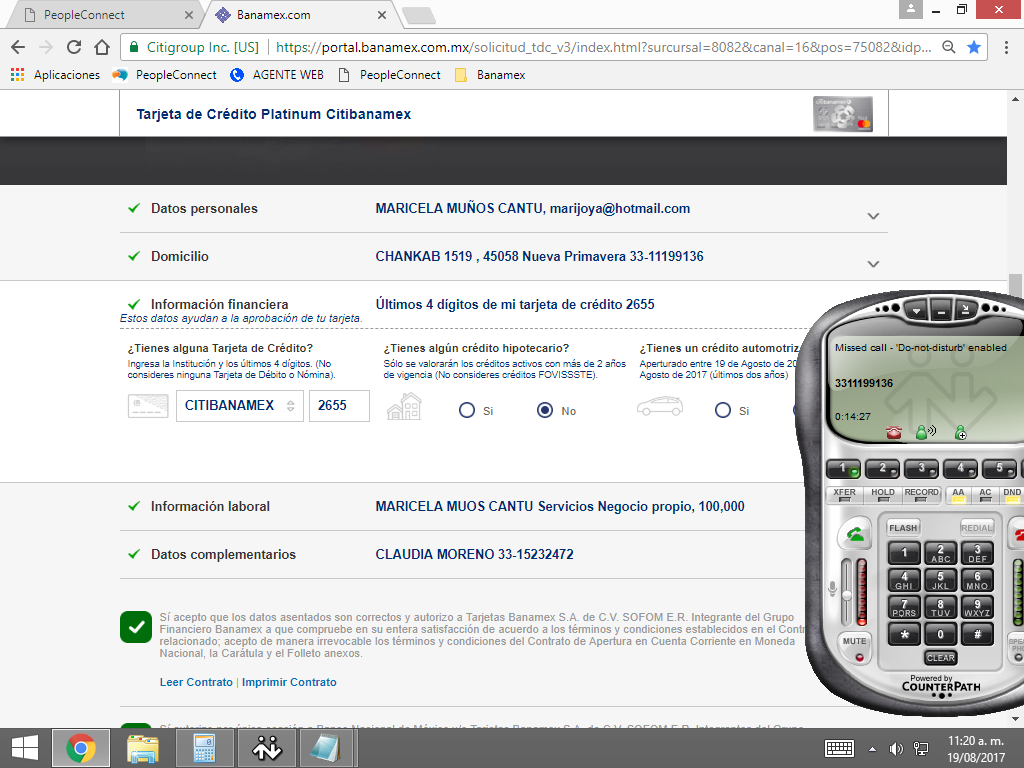 PeopleConnect
Banamex.com
Citigroup Inc. [US]
https://portal.banamex.com.mx/solicitud_tdc_v3/index.html?surcursal=8082&canal=16&pos=75082&idp...
Aplicaciones
PeopleConnect
AGENTE WEB
PeopleConnect
Banamex
Tarjeta de Crédito Platinum Citibanamex
Datos personales
MARICELA MUÑOS CANTU, marijoya@hotmail.com
Domicilio
CHANKAB 1519 , 45058 Nueva Primavera 33-11199136
Información financiera
Últimos 4 dígitos de mi tarjeta de crédito 2655
Estos datos ayudan a la aprobación de tu tarjeta.
¿Tienes alguna Tarjeta de Crédito?
Ingresa la Institución y los últimos 4 dígitos. (No
consideres ninguna Tarjeta de Débito o Nómina).
CITIBANAMEX
2655
¿Tienes algún crédito hipotecario?
Sólo se valorarán los créditos activos con más de 2 años
de vigencia (No consideres créditos FOVISSSTE).
Si
No
¿Tienes un crédito automotriz
Aperturado entre 19 de Agosto de 20
Agosto de 2017 (últimos dos años)
Si
Información laboral
MARICELA MUOS CANTU Servicios Negocio propio, 100,000
Datos complementarios
CLAUDIA MORENO 33-15232472
Sí acepto que los datos asentados son correctos y autorizo a Tarjetas Banamex S.A. de C.V. SOFOM E.R. Integrante del Grupo
Financiero Banamex a que compruebe en su entera satisfacción de acuerdo a los términos y condiciones establecidos en el Contr
relacionado; acepto de manera irrevocable los términos y condiciones del Contrato de Apertura en Cuenta Corriente en Moneda
Nacional, la Carátula y el Folleto anexos.
Leer Contrato | Imprimir Contrato
Missed call - 'Do-not-disturb' enabled
3311199136
0:14:27
1 2 3 4 5
XFER HOLD RECORD AA AC DND
FLASH REDIAL
1 2 ABC 3 DEF
4 GHI 5 JKL 6 MNO
7 PQRS 8 TUV 9 WXYZ
* 0 #
MUTE
CLEAR
Powered by
COUNTERPATH
11:20 a. m.
19/08/2017